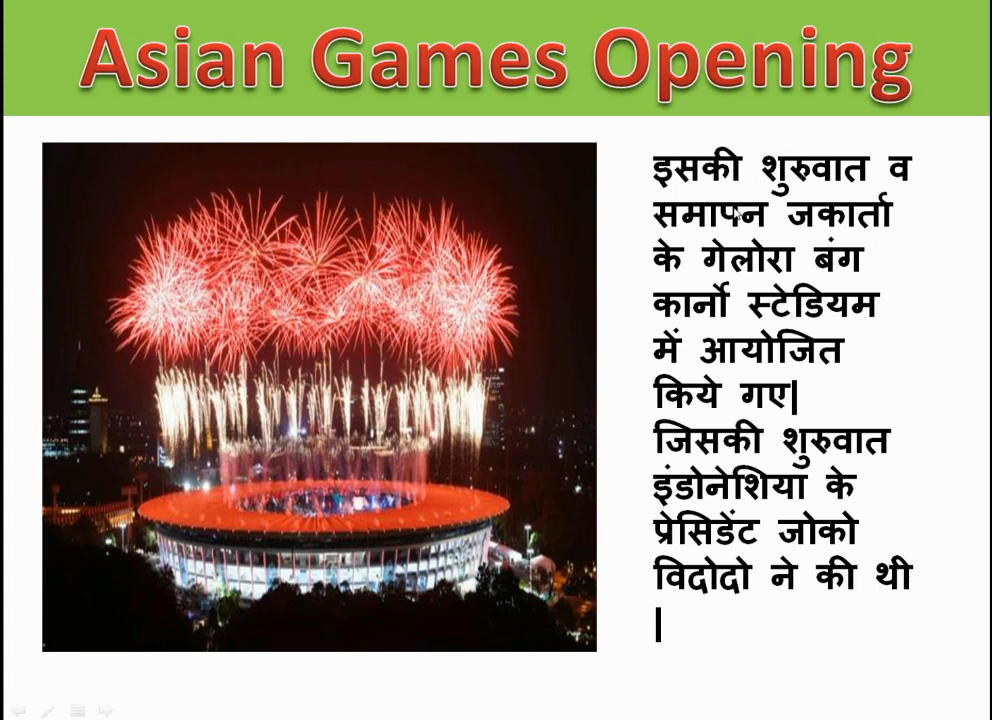 Asian Games Opening
इसकी शुरुवात व
समापन जकार्ता
के गेलोरा बंग
कार्नो स्टेडियम
में आयोजित
किये गए|
जिसकी शुरुवात
इंडोनेशिया के
प्रेसिडेंट जोको
विदोदो ने की थी
|